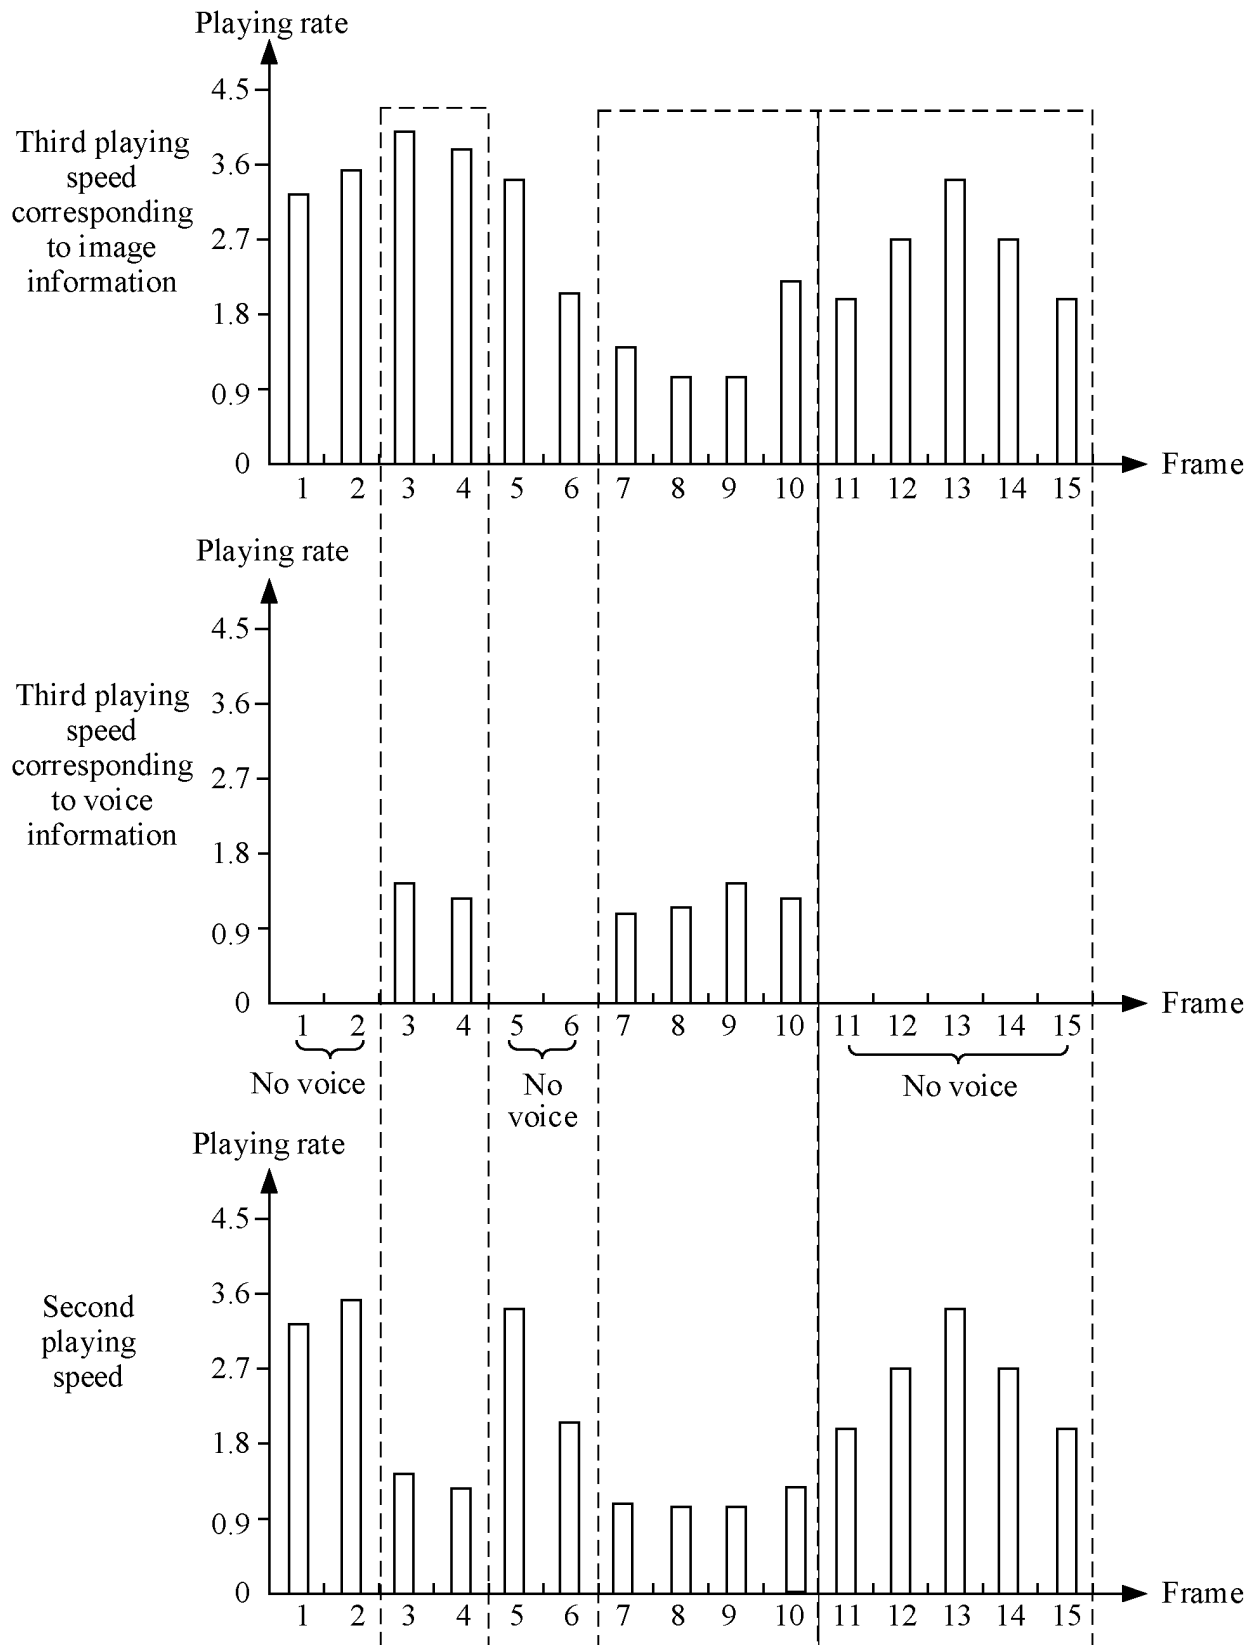 Playing rate
4.5
3.6
2.7
1.8
0.9
0
Third playing
speed
corresponding
to image
information
1 2 3 4 5 6 7 8 9 10 11 12 13 14 15
Frame
Playing rate
4.5
3.6
2.7
1.8
0.9
0
Third playing
speed
corresponding
to voice
information
1 2 3 4 5 6 7 8 9 10 11 12 13 14 15
Frame
No voice
No
voice
No voice
Playing rate
4.5
3.6
2.7
1.8
0.9
0
Second
playing
speed
1 2 3 4 5 6 7 8 9 10 11 12 13 14 15
Frame